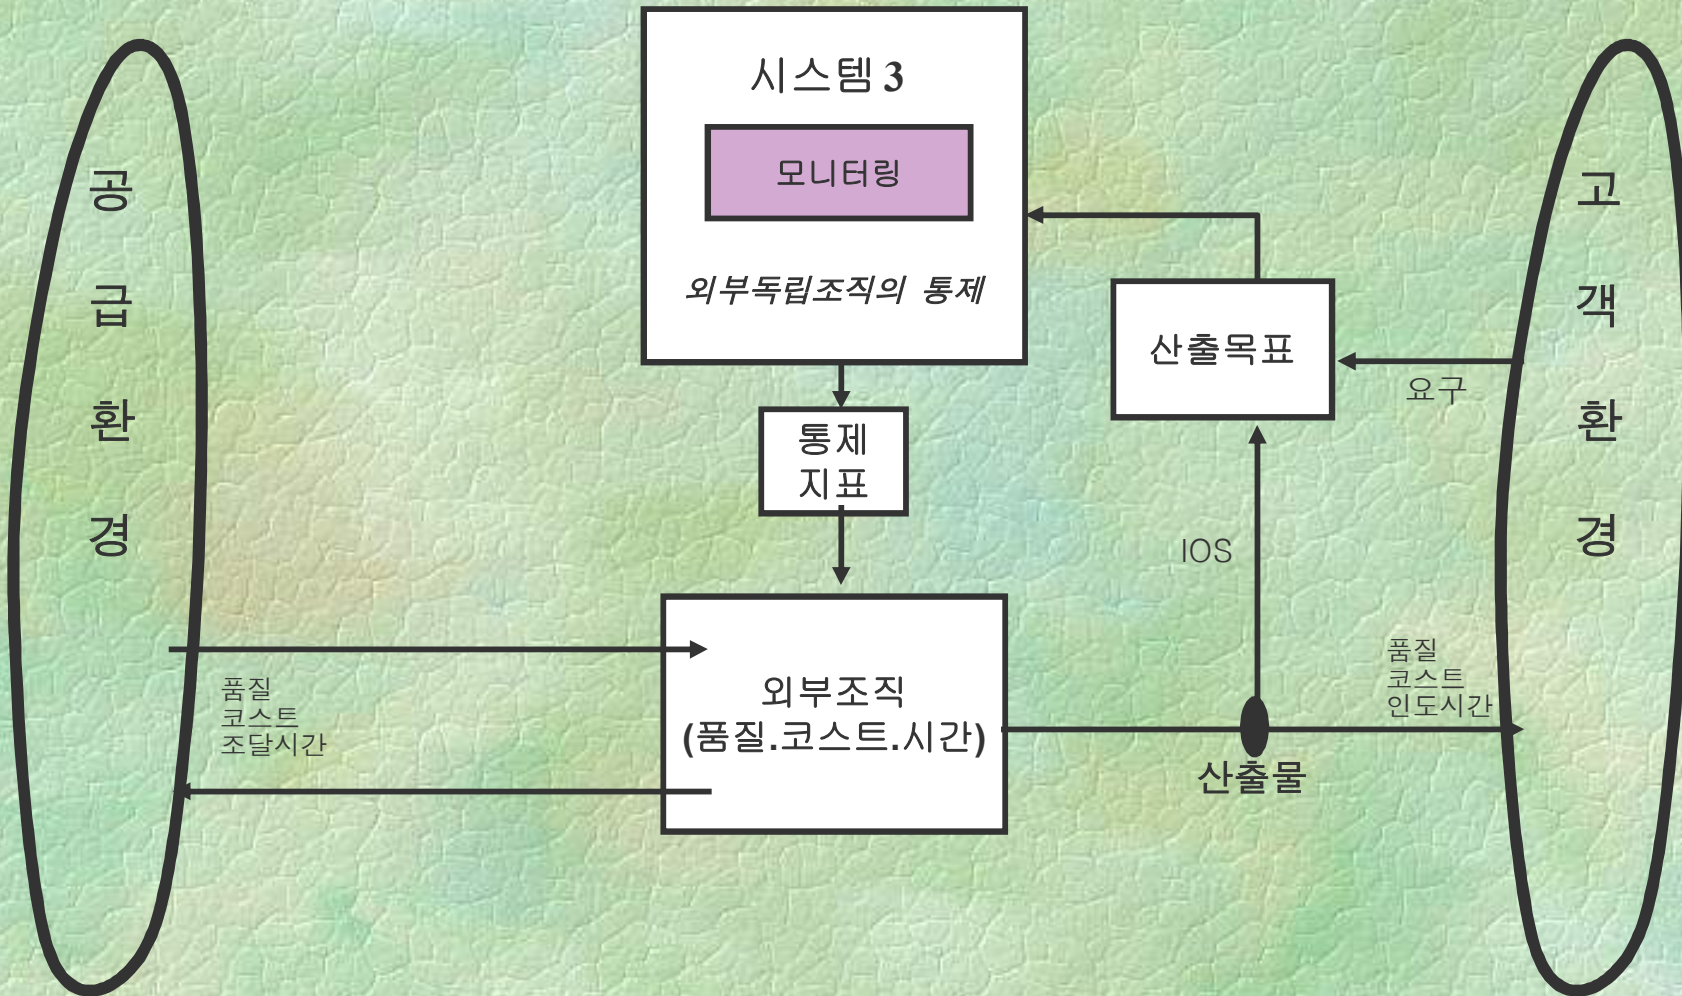 시스템 3
모니터링
외부독립조직의 통제
공
급
환
경
고
객
환
경
산출목표
요구
통제
지표
IOS
품질
코스트
조달시간
외부조직
(품질.코스트.시간)
품질
코스트
인도시간
산출물